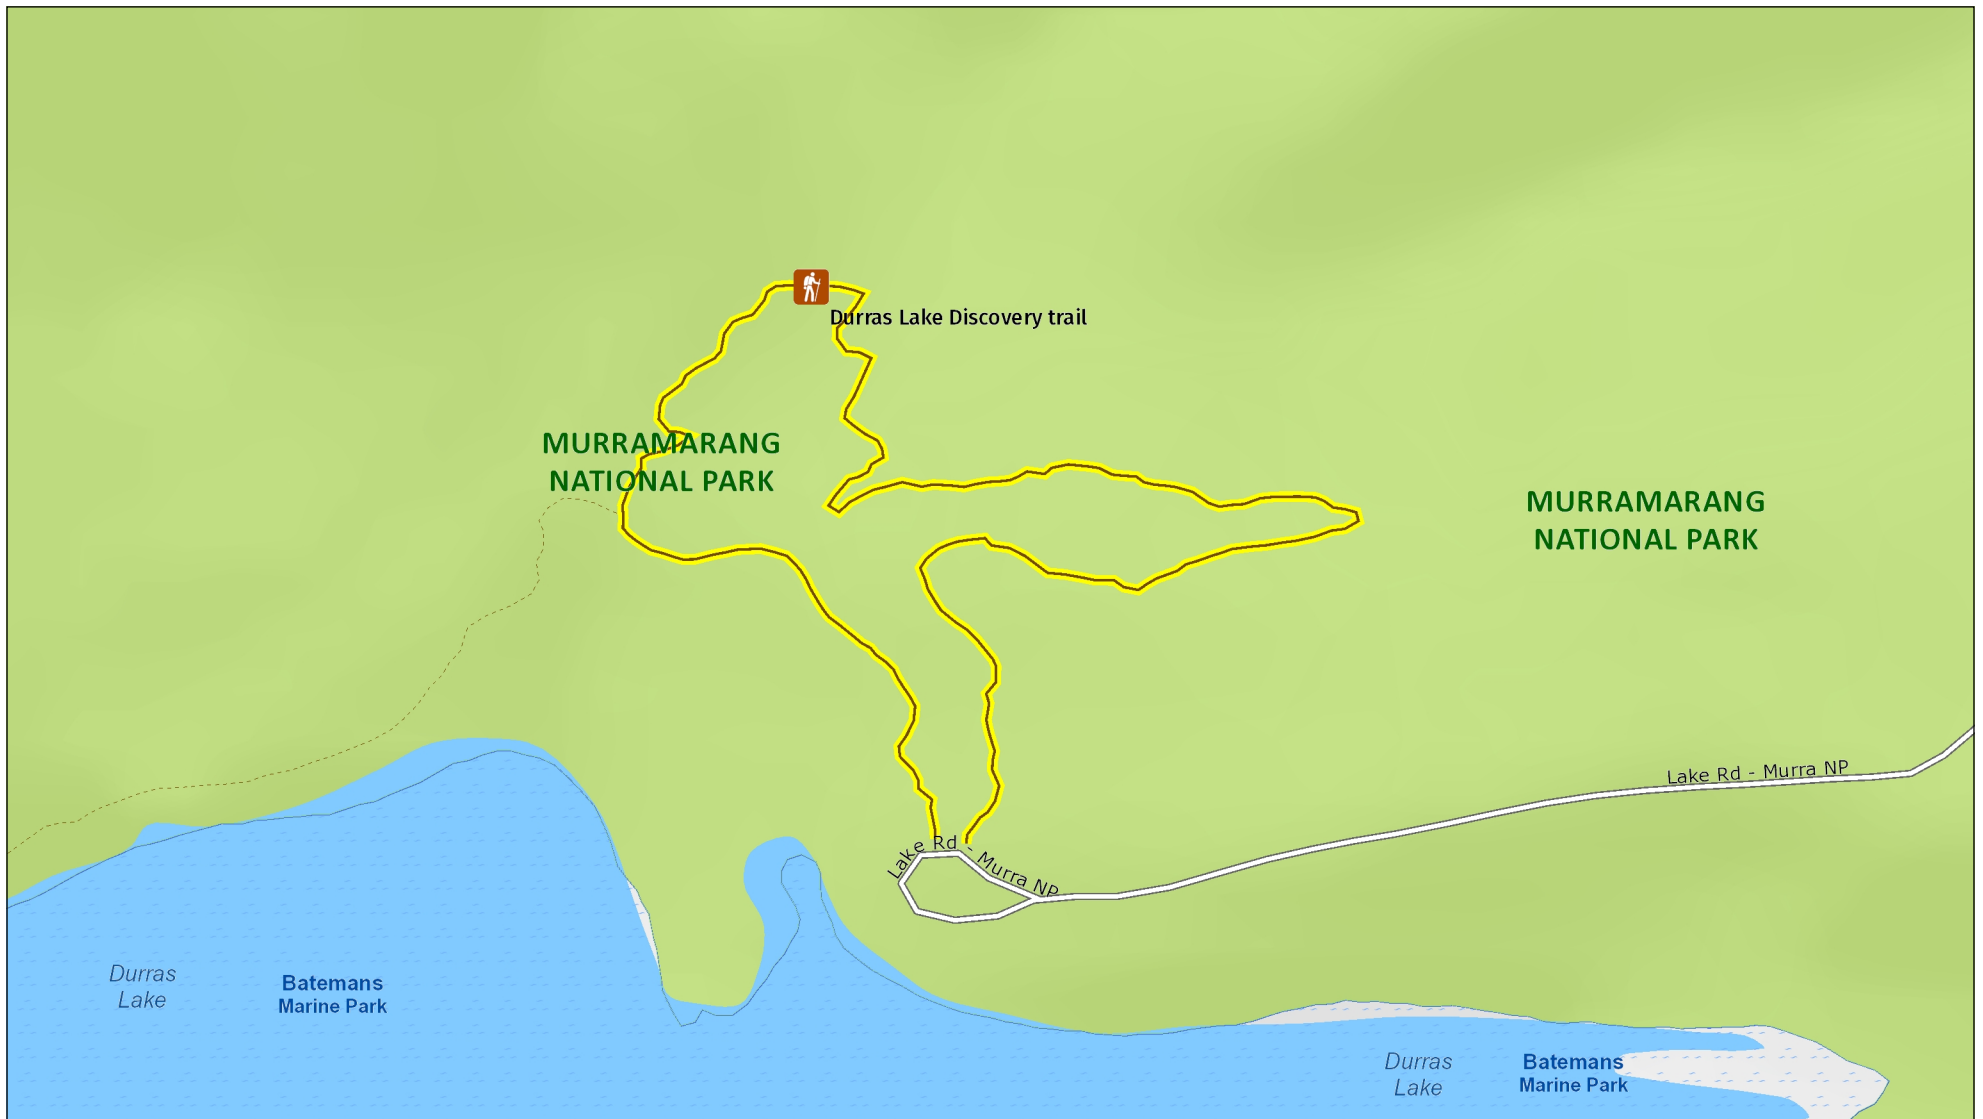 Durras Lake Discovery trail
MURRAMARANG
NATIONAL PARK
MURRAMARANG
NATIONAL PARK
Lake Rd - Murra NP
Lake Rd - Murra NP
Durras
Lake
Batemans
Marine Park
Durras
Lake
Batemans
Marine Park